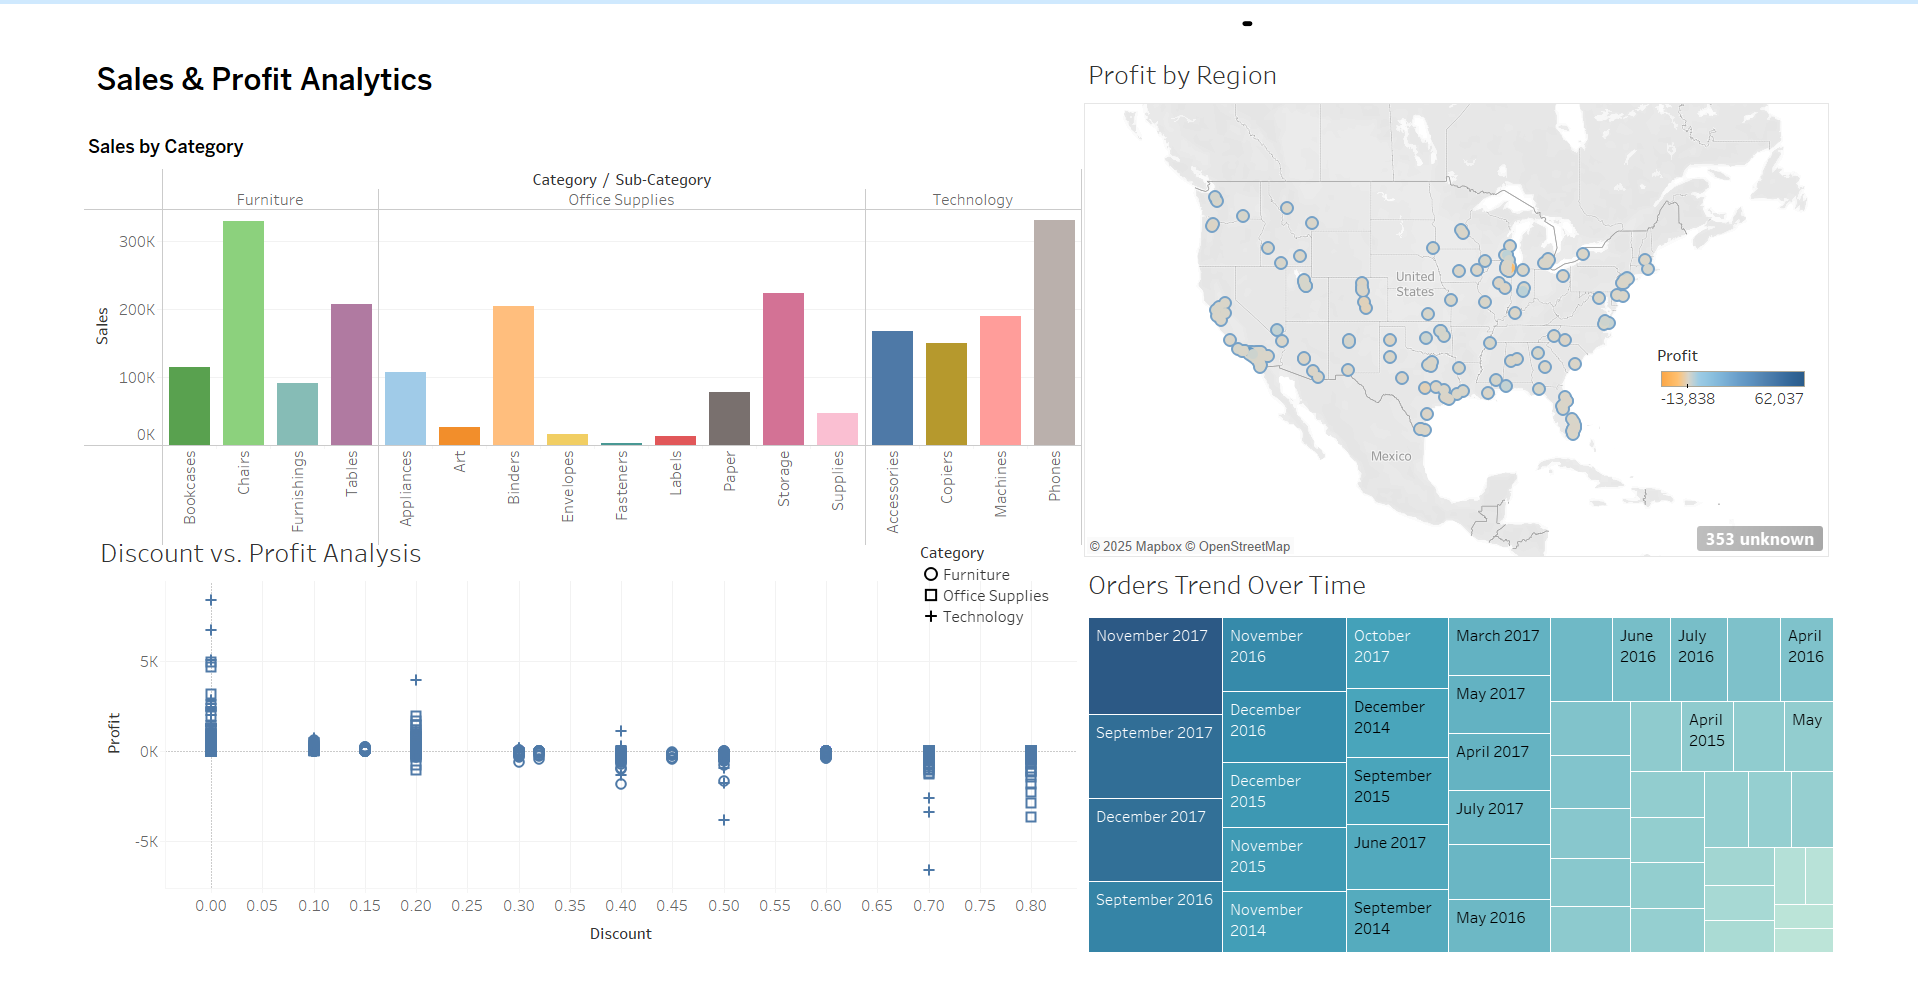 Sales & Profit Analytics
Sales by Category
Category / Sub-Category
Furniture
Office Supplies
Technology
Sales
300K
200K
100K
0K
Bookcases
Chairs
Furnishings
Tables
Appliances
Art
Binders
Envelopes
Fasteners
Labels
Paper
Storage
Supplies
Accessories
Copiers
Machines
Phones
Discount vs. Profit Analysis
Category
Furniture
Office Supplies
Technology
Profit
5K
0K
-5K
0.00
0.05
0.10
0.15
0.20
0.25
0.30
0.35
0.40
0.45
0.50
0.55
0.60
0.65
0.70
0.75
0.80
Discount
Profit by Region
United
States
Mexico
Profit
-13,838
62,037
© 2025 Mapbox © OpenStreetMap
353 unknown
Orders Trend Over Time
November 2017
September 2017
December 2017
September 2016
November
2016
December
2016
December
2015
November
2015
November
2014
October
2017
December
2014
September
2015
June 2017
September
2014
March 2017
May 2017
April 2017
July 2017
May 2016
June
2016
July
2016
April
2016
April
2015
May